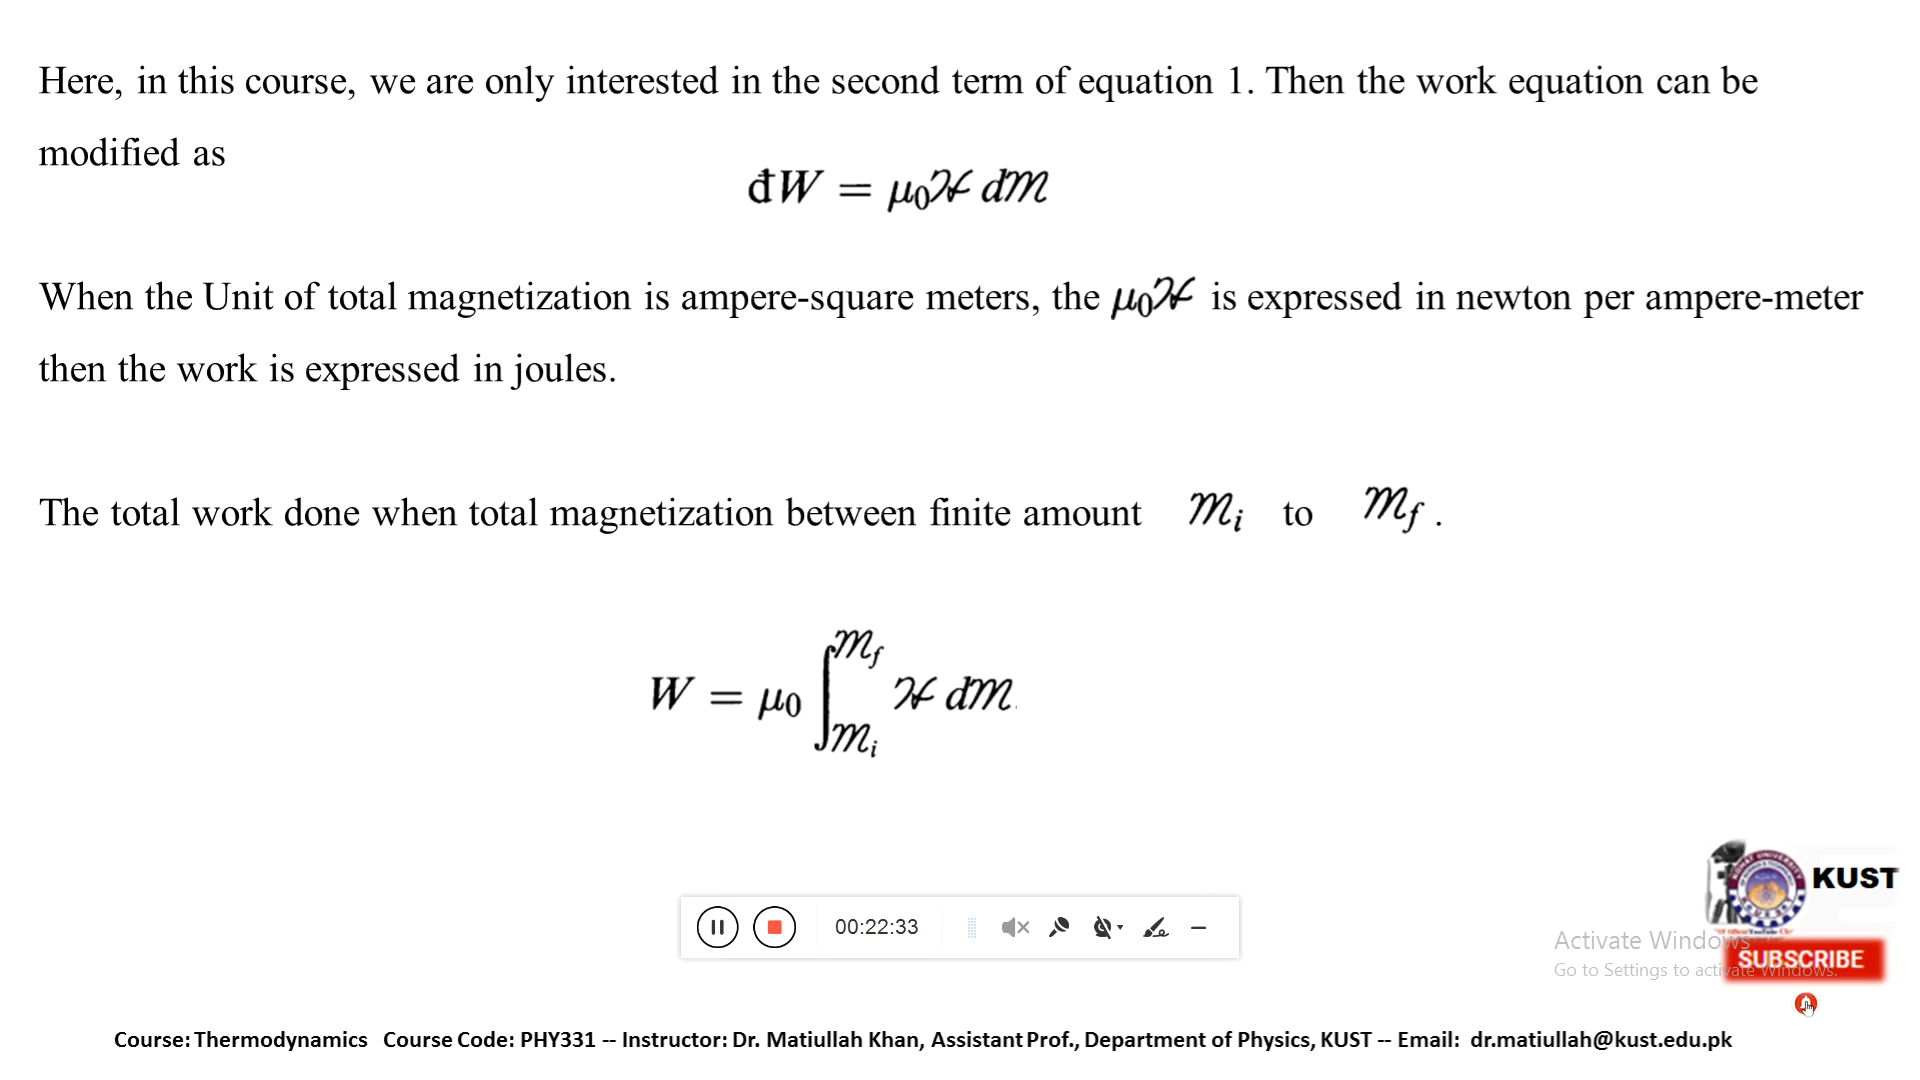 Here, in this course, we are only interested in the second term of equation 1. Then the work equation can be
modified as
đW = μ₀ℋ dℳ
When the Unit of total magnetization is ampere-square meters, the μ₀ℋ is expressed in newton per ampere-meter
then the work is expressed in joules.
The total work done when total magnetization between finite amount ℳᵢ to ℳf .
W = μ₀ ∫_{ℳᵢ}^{ℳf} ℋ dℳ.
KUST
00:22:33
Activate Windows
SUBSCRIBE
Go to Settings to activate Windows.
Course: Thermodynamics Course Code: PHY331 -- Instructor: Dr. Matiullah Khan, Assistant Prof., Department of Physics, KUST -- Email: dr.matiullah@kust.edu.pk